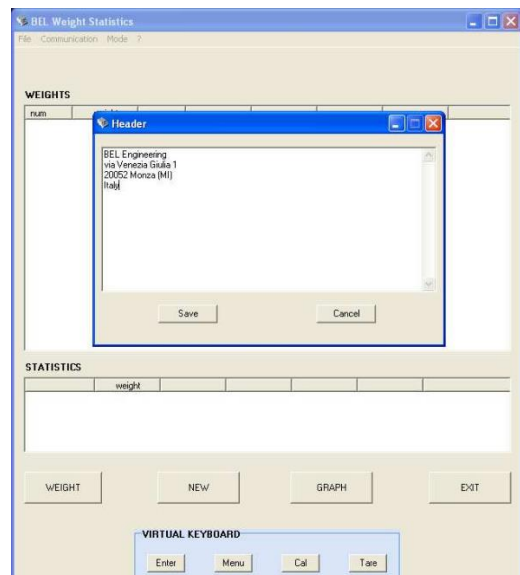 BEL Weight Statistics
File Communication Mode ?
WEIGHTS
num
Header
BEL Engineering
via Venezia Giulia 1
20052 Monza (MI)
Italy
Save Cancel
STATISTICS
weight
WEIGHT NEW GRAPH EXIT
VIRTUAL KEYBOARD
Enter Menu Cal Tare